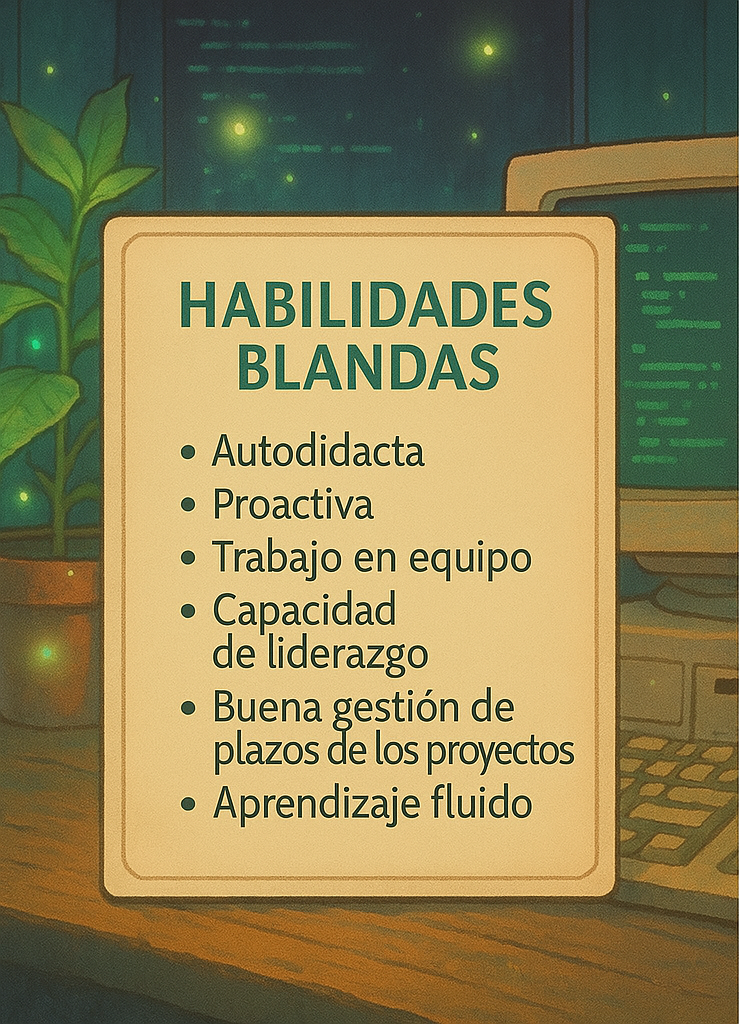 HABILIDADES
BLANDAS
• Autodidacta
• Proactiva
• Trabajo en equipo
• Capacidad
de liderazgo
• Buena gestión de
plazos de los proyectos
• Aprendizaje fluido